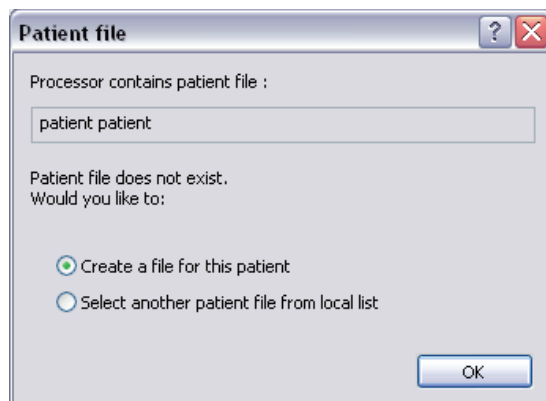 Patient file
Processor contains patient file :
patient patient
Patient file does not exist.
Would you like to:
Create a file for this patient
Select another patient file from local list
OK